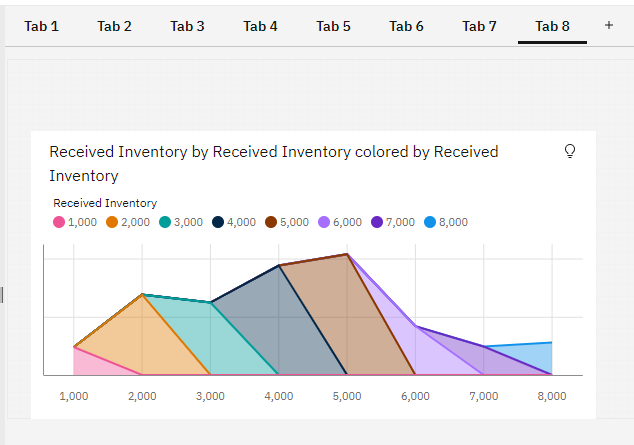 Tab 1 Tab 2 Tab 3 Tab 4 Tab 5 Tab 6 Tab 7 Tab 8 +
Received Inventory by Received Inventory colored by Received
Inventory
Received Inventory
1,000 2,000 3,000 4,000 5,000 6,000 7,000 8,000
1,000 2,000 3,000 4,000 5,000 6,000 7,000 8,000